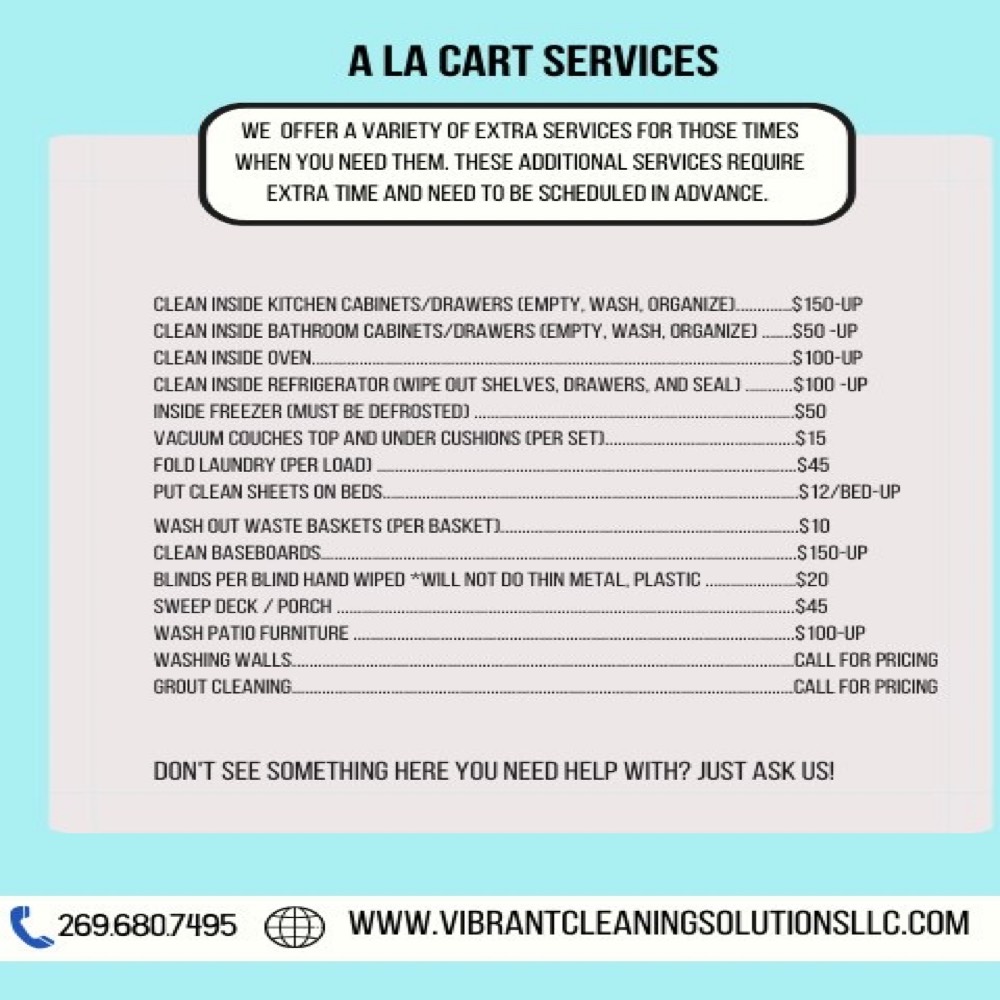 A LA CART SERVICES
WE OFFER A VARIETY OF EXTRA SERVICES FOR THOSE TIMES
WHEN YOU NEED THEM. THESE ADDITIONAL SERVICES REQUIRE
EXTRA TIME AND NEED TO BE SCHEDULED IN ADVANCE.
CLEAN INSIDE KITCHEN CABINETS/DRAWERS (EMPTY, WASH, ORGANIZE).............$150-UP
CLEAN INSIDE BATHROOM CABINETS/DRAWERS (EMPTY, WASH, ORGANIZE) .......$50 -UP
CLEAN INSIDE OVEN..........$100-UP
CLEAN INSIDE REFRIGERATOR (WIPE OUT SHELVES, DRAWERS, AND SEAL) ..........$100 -UP
INSIDE FREEZER (MUST BE DEFROSTED) ..........$50
VACUUM COUCHES TOP AND UNDER CUSHIONS (PER SET)..........$15
FOLD LAUNDRY (PER LOAD) ..........$45
PUT CLEAN SHEETS ON BEDS..........$12/BED-UP
WASH OUT WASTE BASKETS (PER BASKET)..........$10
CLEAN BASEBOARDS..........$150-UP
BLINDS PER BLIND HAND WIPED *WILL NOT DO THIN METAL, PLASTIC ..........$20
SWEEP DECK / PORCH ..........$45
WASH PATIO FURNITURE ..........$100-UP
WASHING WALLS..........CALL FOR PRICING
GROUT CLEANING..........CALL FOR PRICING
DON'T SEE SOMETHING HERE YOU NEED HELP WITH? JUST ASK US!
269.680.7495 WWW.VIBRANTCLEANINGSOLUTIONSLLC.COM